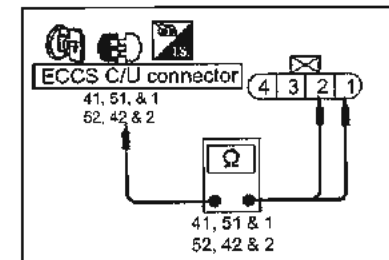 T.S.
ECCS C/U connector
41, 51, & 1
52, 42 & 2
4 3 2 1
Ω
41, 51 & 1
52, 42 & 2